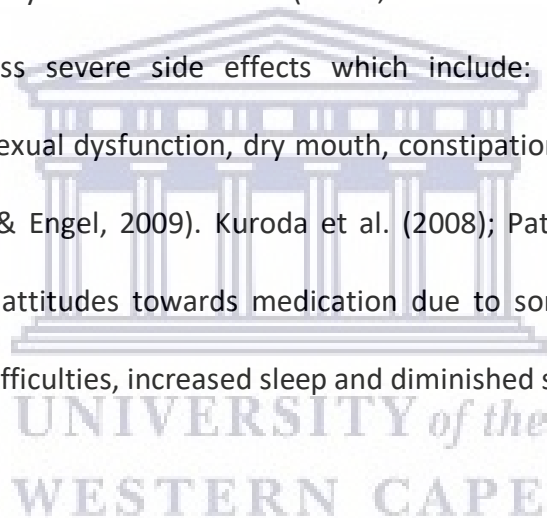 ss severe side effects which include:
exual dysfunction, dry mouth, constipation
& Engel, 2009). Kuroda et al. (2008); Pat
attitudes towards medication due to so
fficulties, increased sleep and diminished s
UNIVERSITY of the
WESTERN CAPE